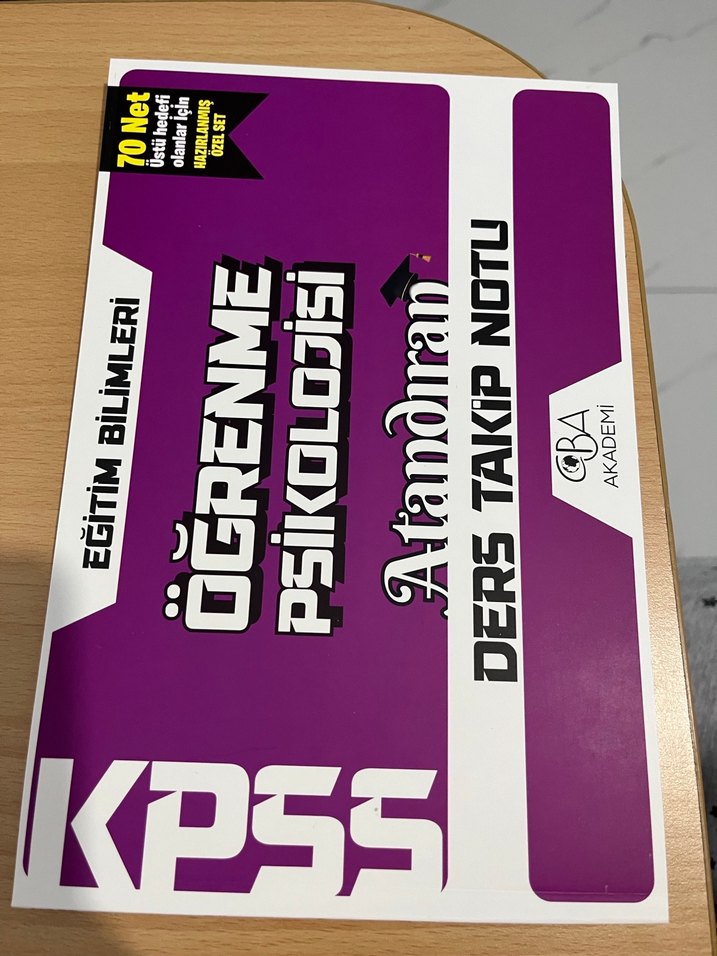 70 Net
Üstü hedefi
olanlar için
HAZIRLANMIŞ
ÖZEL SET
EĞİTİM BİLİMLERİ
ÖĞRENME
PSİKOLOJİSİ
Atandıran
DERS TAKİP NOTU
CBA
AKADEMİ
KPSS